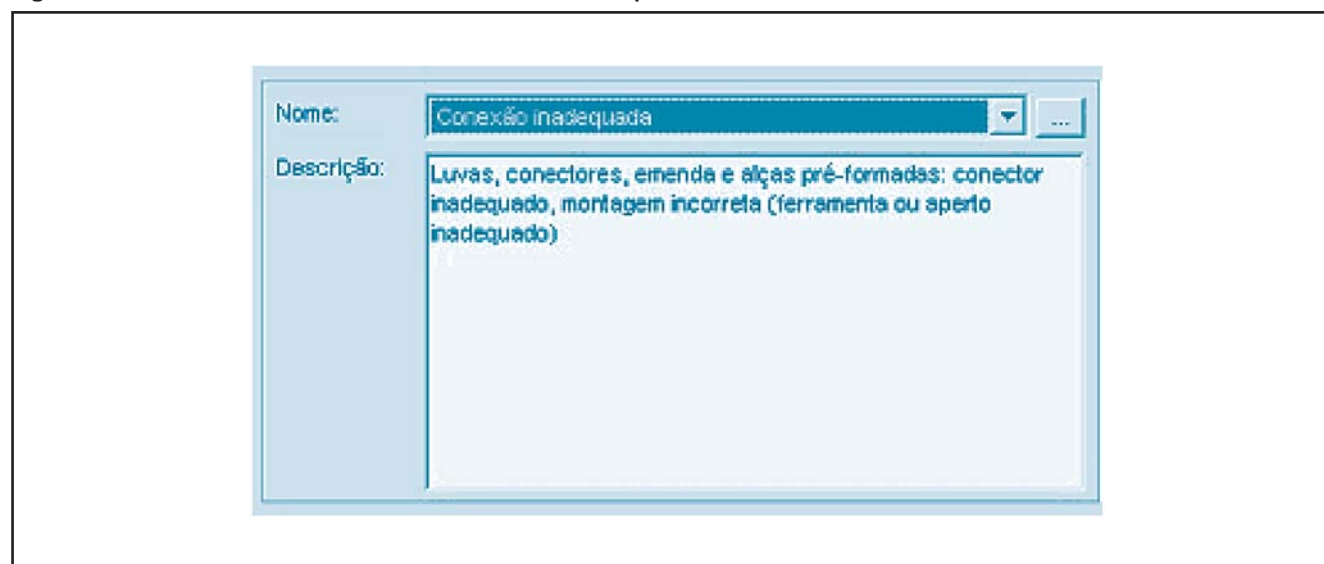 Nome: Conexão inadequada ...
Descrição: Luvas, conectores, emenda e alças pré-formadas: conector
inadequado, montagem incorreta (ferramenta ou aperto
inadequado)